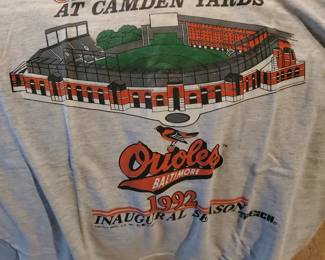 AT CAMDEN YARDS
Orioles
BALTIMORE
1992
INAUGURAL SEASON